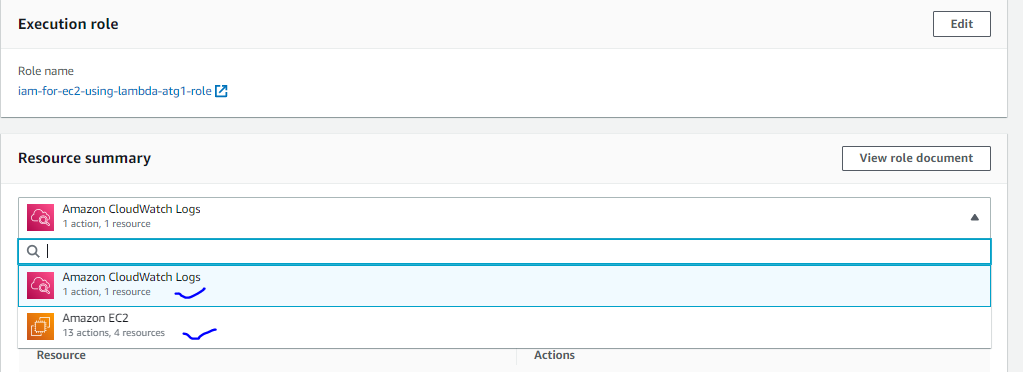 Execution role
Edit
Role name
iam-for-ec2-using-lambda-atg1-role
Resource summary
View role document
Amazon CloudWatch Logs
1 action, 1 resource
Amazon CloudWatch Logs
1 action, 1 resource
Amazon EC2
13 actions, 4 resources
Resource
Actions